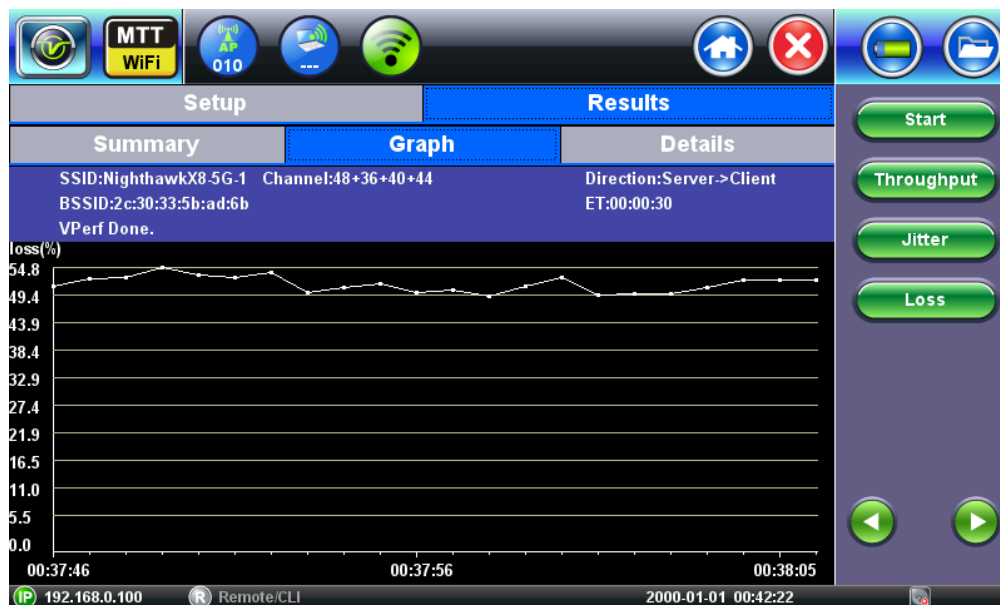 MTT
WiFi
AP
010
---
Setup
Results
Summary
Graph
Details
SSID:NighthawkX8-5G-1 Channel:48+36+40+44
Direction:Server->Client
BSSID:2c:30:33:5b:ad:6b
ET:00:00:30
VPerf Done.
loss(%)
54.8
49.4
43.9
38.4
32.9
27.4
21.9
16.5
11.0
5.5
0.0
00:37:46
00:37:56
00:38:05
Start
Throughput
Jitter
Loss
IP 192.168.0.100
R Remote/CLI
2000-01-01 00:42:22